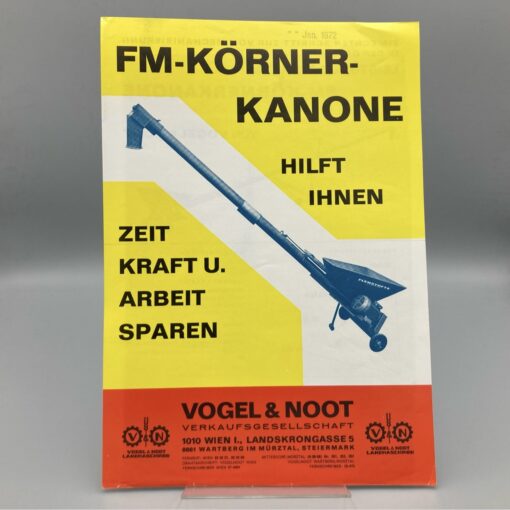 Jan. 1972
FM-KÖRNER-
KANONE
HILFT
IHNEN
ZEIT
KRAFT U.
ARBEIT
SPAREN
VOGEL & NOOT
VERKAUFSGESELLSCHAFT
1010 WIEN I., LANDSKRONGASSE 5
8661 WARTBERG IM MÜRZTAL, STEIERMARK
V N
VOGEL & NOOT
LANDMASCHINEN
V N
VOGEL & NOOT
LANDMASCHINEN